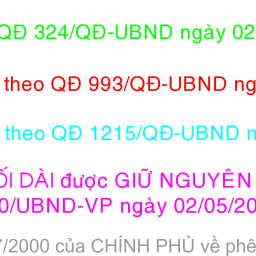 QĐ 324/QĐ-UBND ngày 02
theo QĐ 993/QĐ-UBND ng
theo QĐ 1215/QĐ-UBND n
ỐI DÀI được GIỮ NGUYÊN
0/UBND-VP ngày 02/05/20
7/2000 của CHÍNH PHỦ về phê